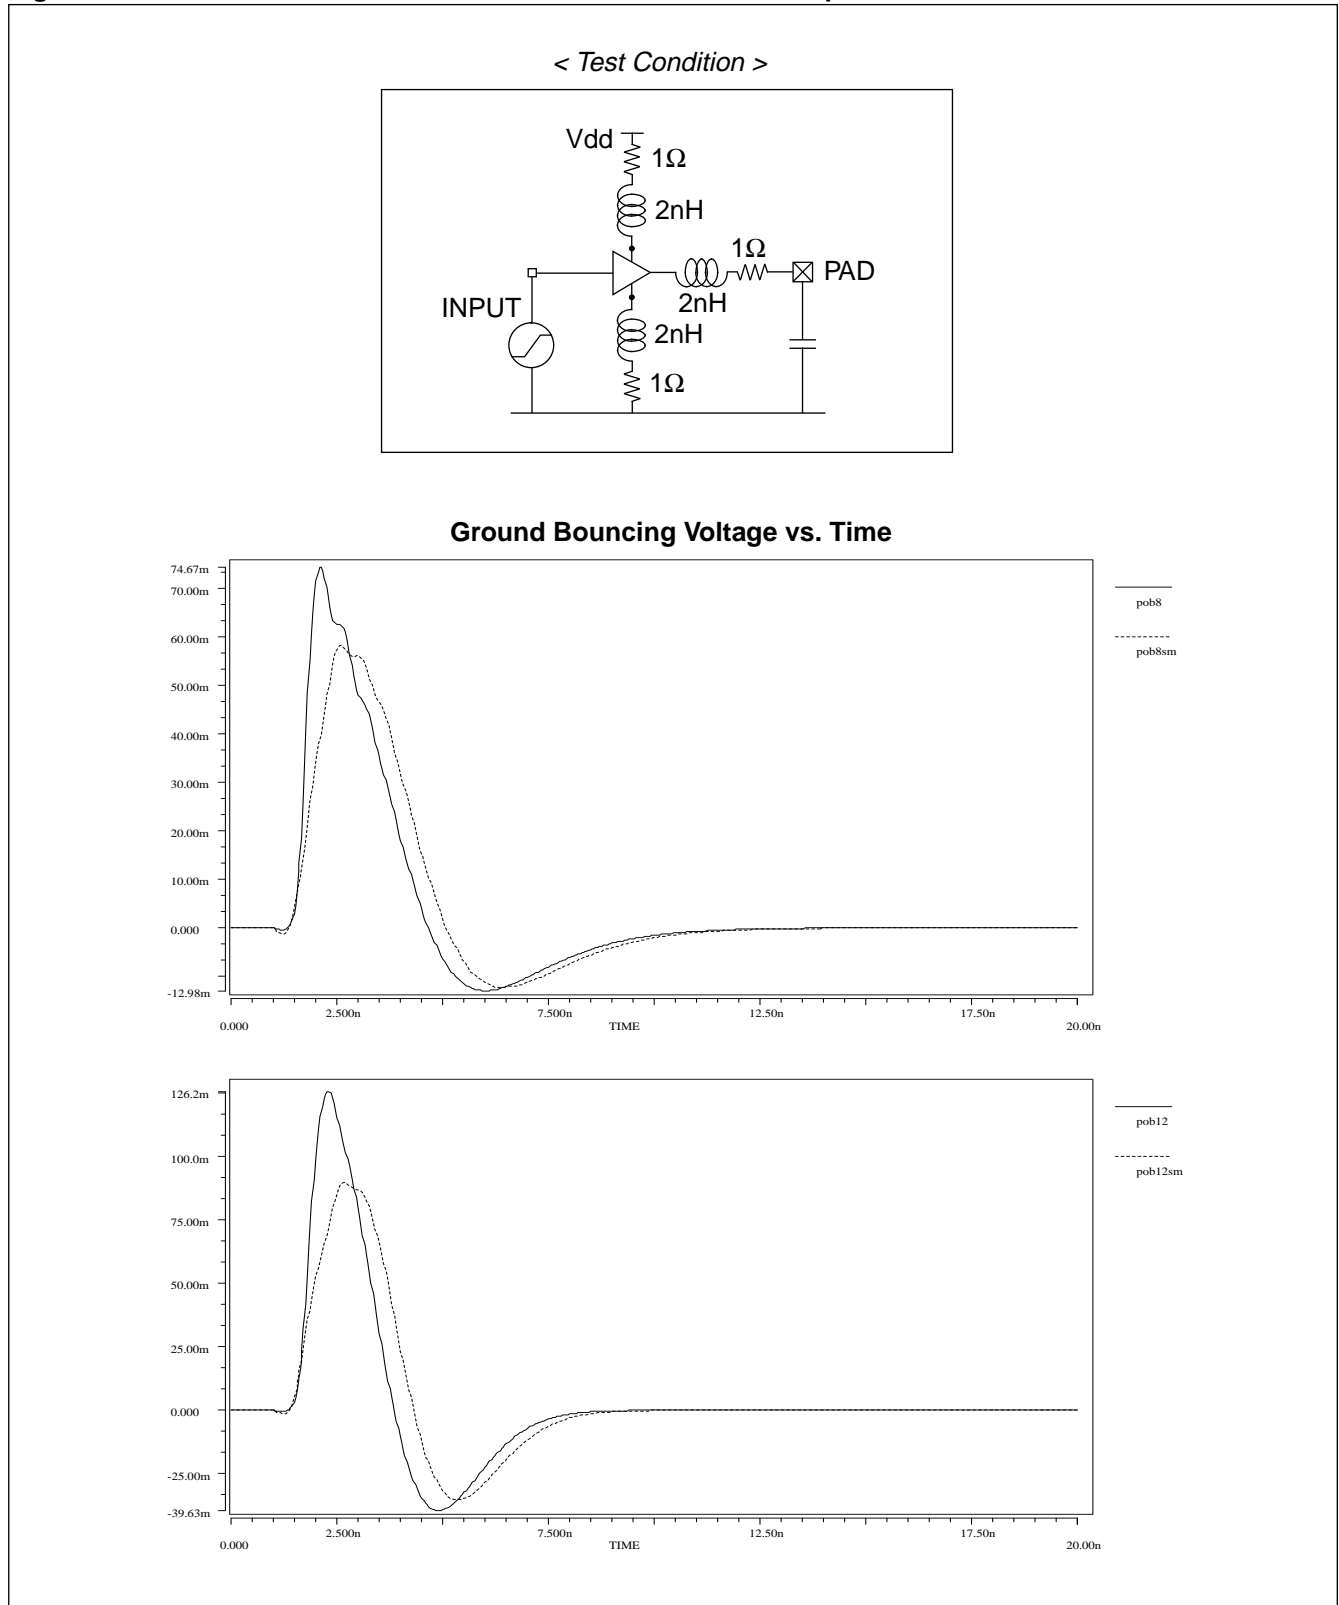 < Test Condition >
Vdd
1Ω
2nH
1Ω
PAD
2nH
INPUT
2nH
1Ω
Ground Bouncing Voltage vs. Time
74.67m
70.00m
60.00m
50.00m
40.00m
30.00m
20.00m
10.00m
0.000
-12.98m
pob8
pob8sm
2.500n
7.500n
12.50n
17.50n
0.000
TIME
20.00n
126.2m
100.0m
75.00m
50.00m
25.00m
0.000
-25.00m
-39.63m
pob12
pob12sm
2.500n
7.500n
12.50n
17.50n
0.000
TIME
20.00n